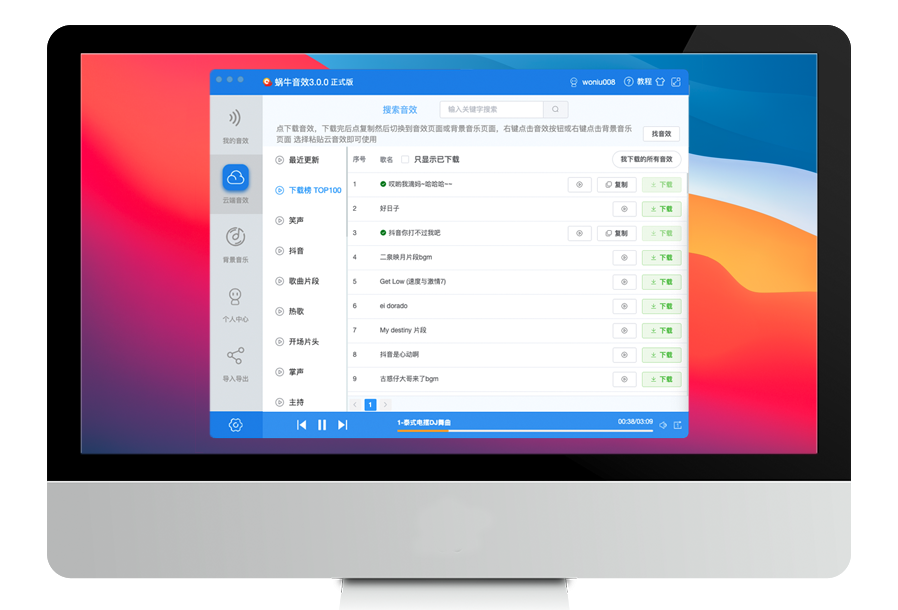 蜗牛音效3.0.0 正式版
woniu008 教程
搜索音效 输入关键字搜索
点下载音效，下载完后点复制然后切换到音效页面或背景音乐页面，右键点击音效按钮或右键点击背景音乐
页面 选择粘贴云音效即可使用
找音效
我的音效
云端音效
背景音乐
个人中心
导入导出
最近更新
下载榜 TOP100
笑声
抖音
歌曲片段
热歌
开场片头
掌声
主持
序号 歌名 只显示已下载 我下载的所有音效
1 哎哟我滴妈~哈哈哈~~ 复制 下载
2 好日子 下载
3 抖音你打不过我吧 复制 下载
4 二泉映月片段bgm 下载
5 Get Low (速度与激情7) 下载
6 ei dorado 下载
7 My destiny 片段 下载
8 抖音是心动啊 下载
9 古惑仔大哥来了bgm 下载
1
1-泰式电摇DJ舞曲 00:38/03:09